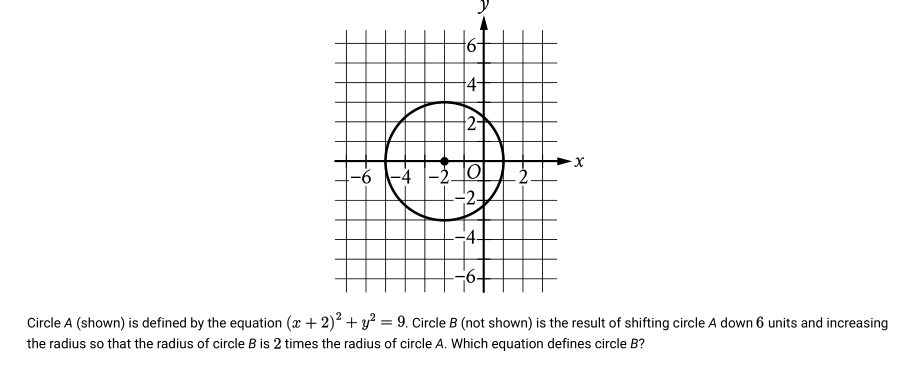 y
6
4
2
x
−6 −4 −2 O 2
−2
−4
−6
Circle A (shown) is defined by the equation (x + 2)² + y² = 9. Circle B (not shown) is the result of shifting circle A down 6 units and increasing
the radius so that the radius of circle B is 2 times the radius of circle A. Which equation defines circle B?